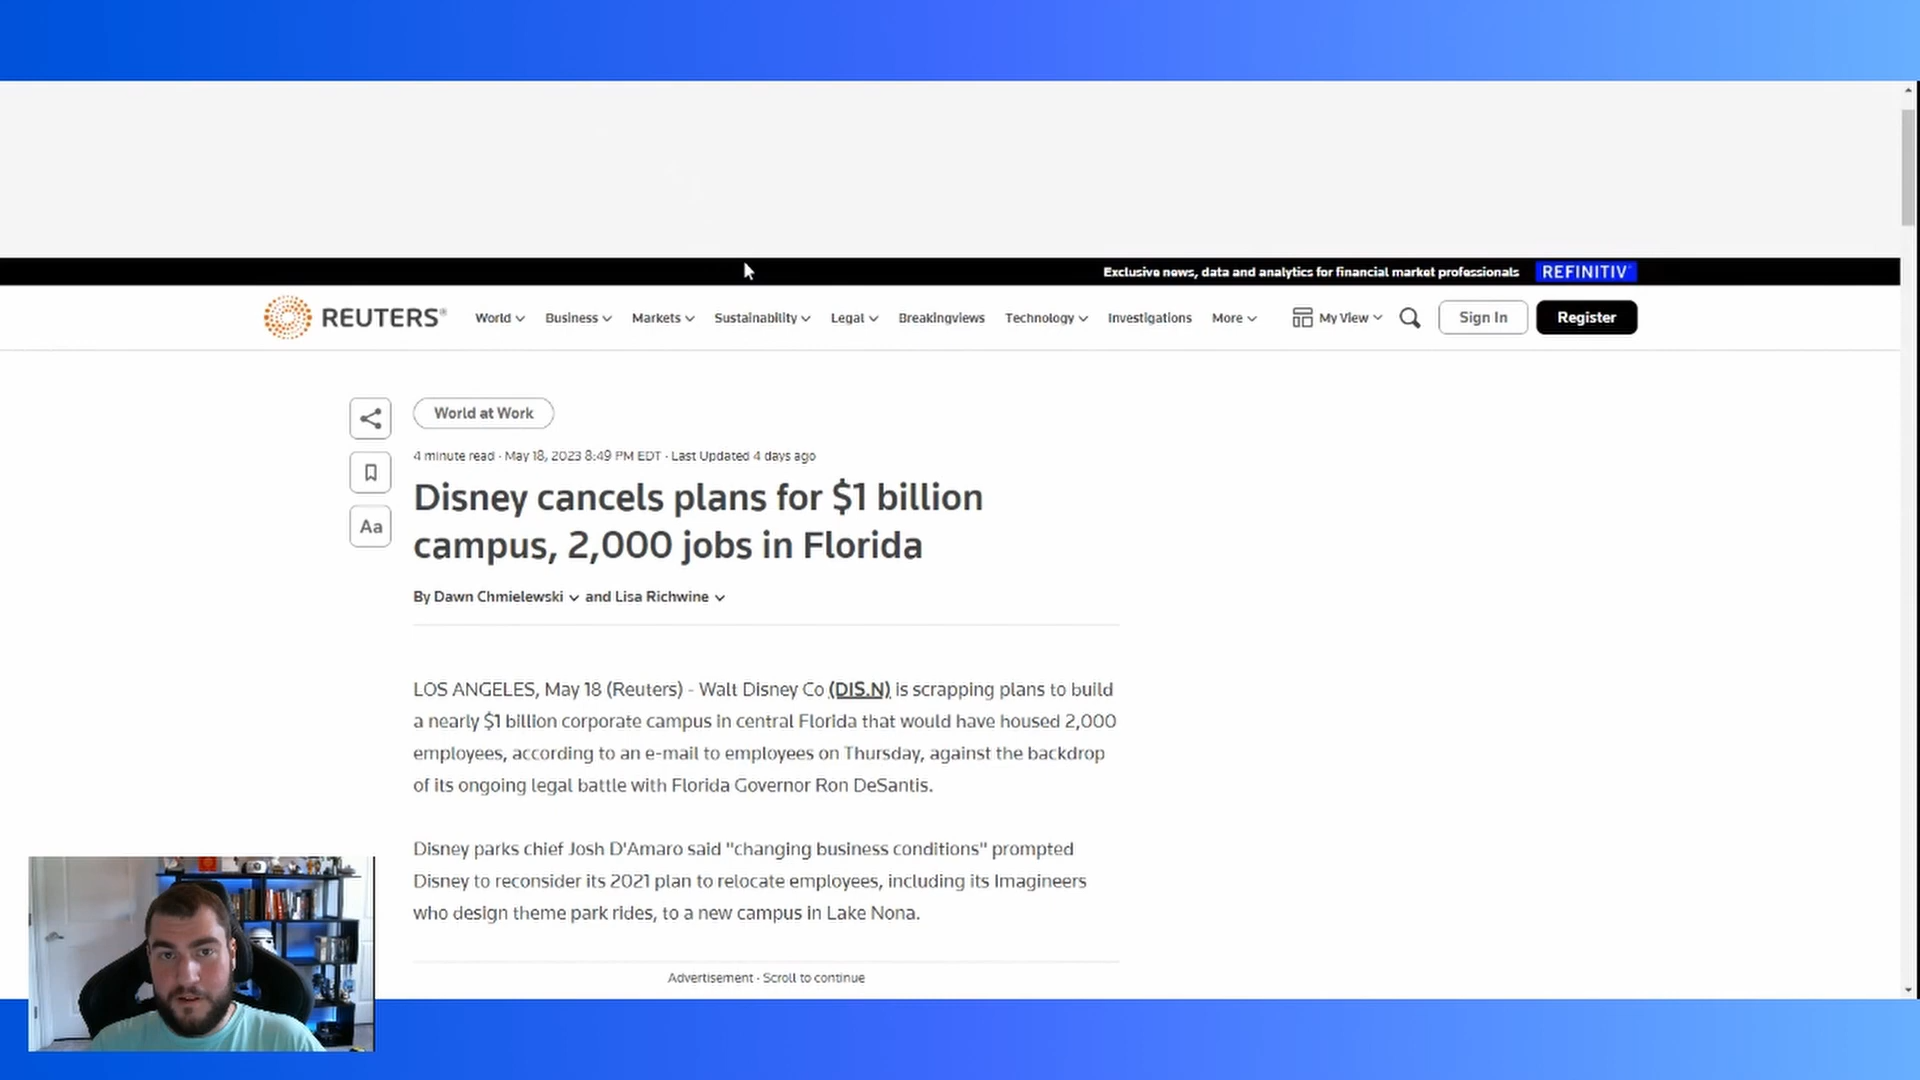 Exclusive news, data and analytics for financial market professionals REFINITIV
REUTERS® World Business Markets Sustainability Legal Breakingviews Technology Investigations More My View Sign In Register
World at Work
4 minute read · May 18, 2023 8:49 PM EDT · Last Updated 4 days ago
Aa
Disney cancels plans for $1 billion
campus, 2,000 jobs in Florida
By Dawn Chmielewski and Lisa Richwine
LOS ANGELES, May 18 (Reuters) - Walt Disney Co (DIS.N) is scrapping plans to build
a nearly $1 billion corporate campus in central Florida that would have housed 2,000
employees, according to an e-mail to employees on Thursday, against the backdrop
of its ongoing legal battle with Florida Governor Ron DeSantis.
Disney parks chief Josh D'Amaro said "changing business conditions" prompted
Disney to reconsider its 2021 plan to relocate employees, including its Imagineers
who design theme park rides, to a new campus in Lake Nona.
Advertisement · Scroll to continue